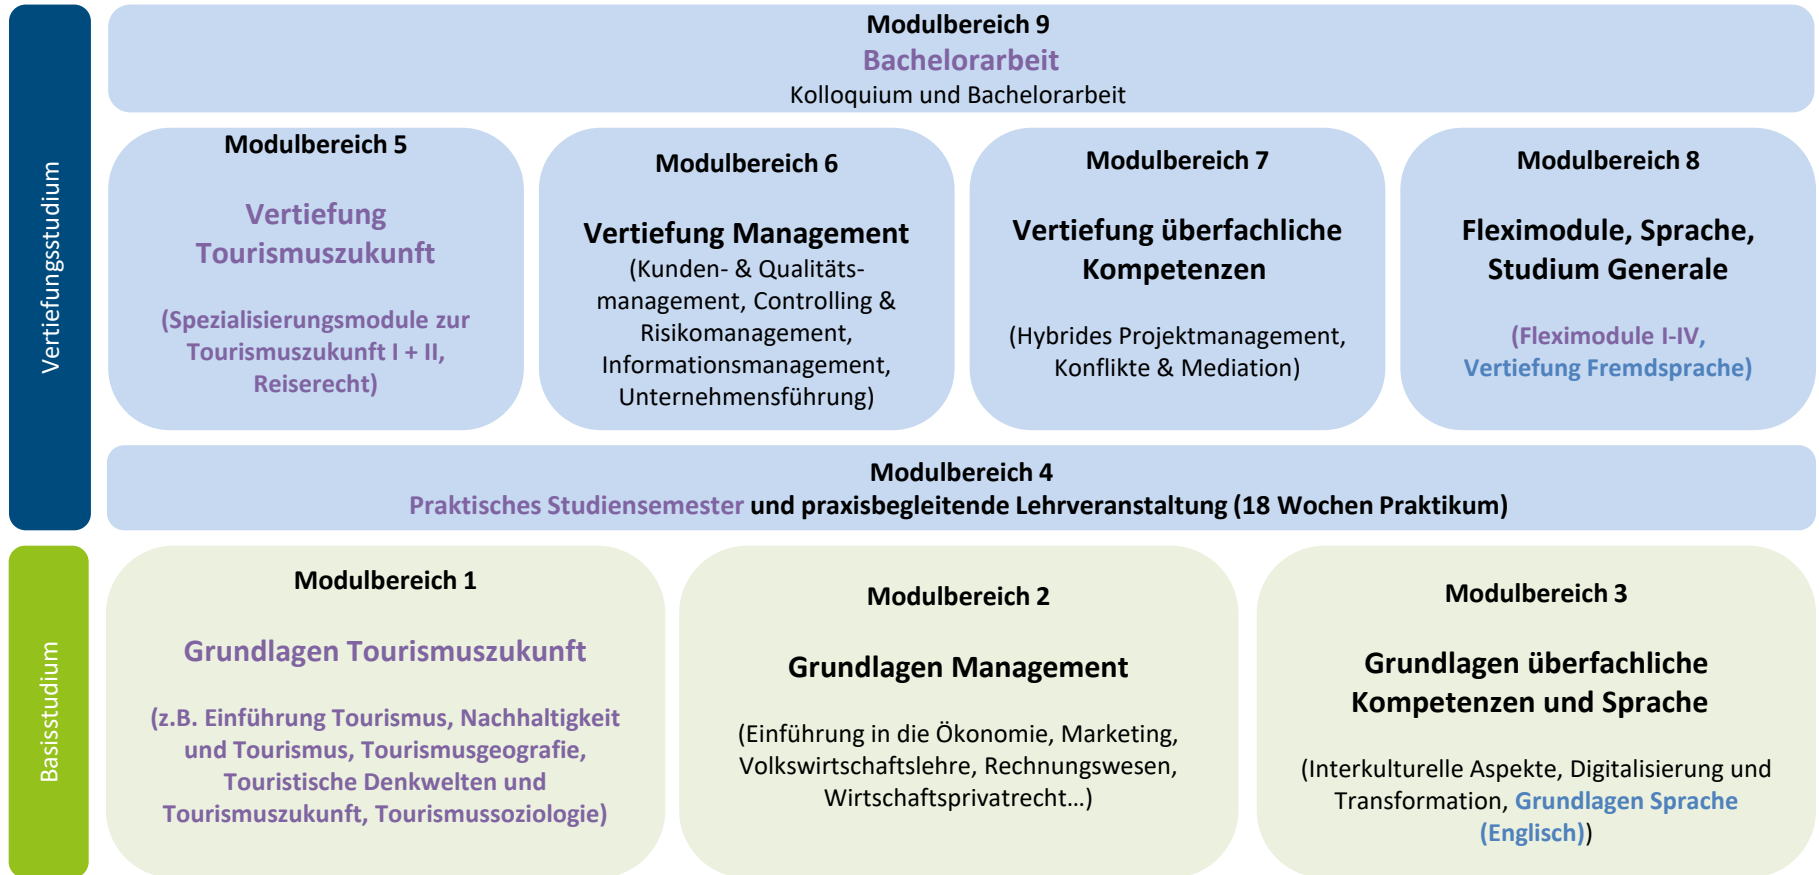 Vertiefungsstudium
Modulbereich 9
Bachelorarbeit
Kolloquium und Bachelorarbeit
Modulbereich 5
Vertiefung
Tourismuszukunft
(Spezialisierungsmodule zur
Tourismuszukunft I + II,
Reiserecht)
Modulbereich 6
Vertiefung Management
(Kunden- & Qualitäts-
management, Controlling &
Risikomanagement,
Informationsmanagement,
Unternehmensführung)
Modulbereich 7
Vertiefung überfachliche
Kompetenzen
(Hybrides Projektmanagement,
Konflikte & Mediation)
Modulbereich 8
Fleximodule, Sprache,
Studium Generale
(Fleximodule I-IV,
Vertiefung Fremdsprache)
Modulbereich 4
Praktisches Studiensemester und praxisbegleitende Lehrveranstaltung (18 Wochen Praktikum)
Basisstudium
Modulbereich 1
Grundlagen Tourismuszukunft
(z.B. Einführung Tourismus, Nachhaltigkeit
und Tourismus, Tourismusgeografie,
Touristische Denkwelten und
Tourismuszukunft, Tourismussoziologie)
Modulbereich 2
Grundlagen Management
(Einführung in die Ökonomie, Marketing,
Volkswirtschaftslehre, Rechnungswesen,
Wirtschaftsprivatrecht…)
Modulbereich 3
Grundlagen überfachliche
Kompetenzen und Sprache
(Interkulturelle Aspekte, Digitalisierung und
Transformation, Grundlagen Sprache
(Englisch))